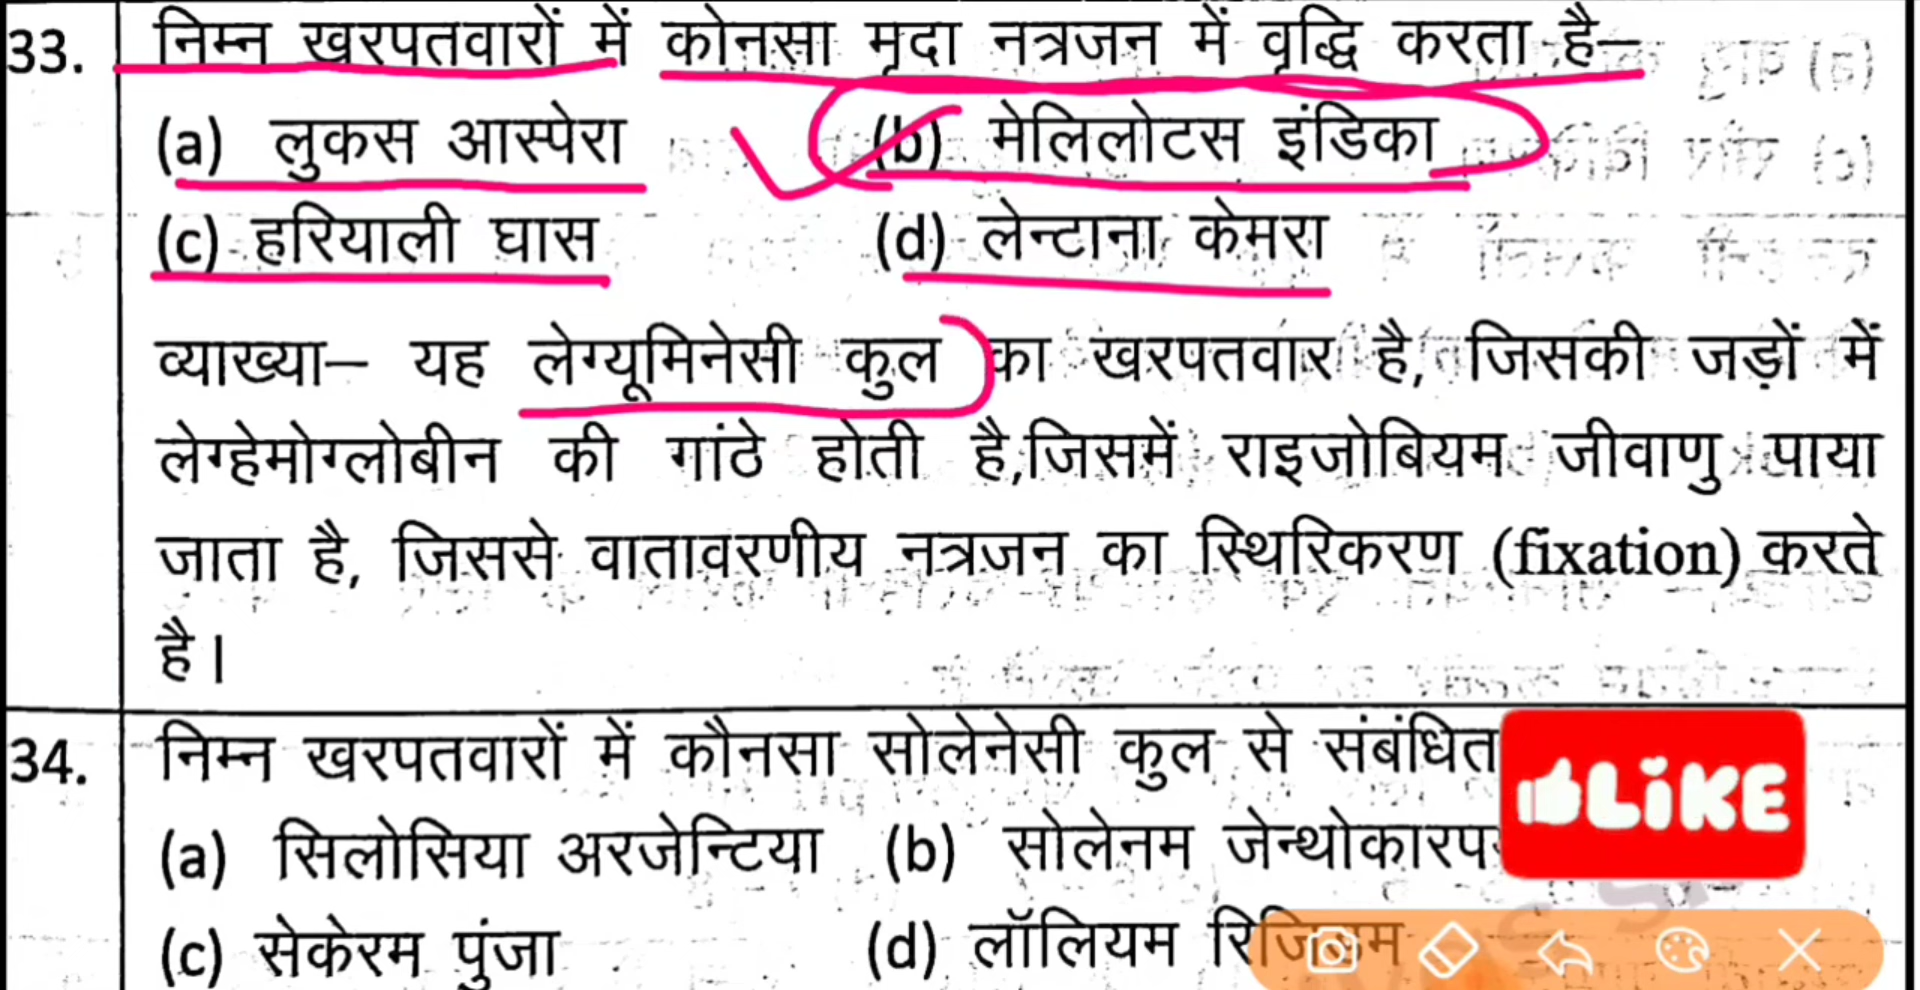 33. निम्न खरपतवारों में कोनसा मृदा नत्रजन में वृद्धि करता है–
(a) लुकस आस्पेरा (b) मेलिलोटस इंडिका
(c) हरियाली घास (d) लेन्टाना केमरा
व्याख्या– यह लेग्यूमिनेसी कुल का खरपतवार है, जिसकी जड़ों में
लेग्हेमोग्लोबीन की गांठे होती है,जिसमें राइजोबियम जीवाणु पाया
जाता है, जिससे वातावरणीय नत्रजन का स्थिरिकरण (fixation) करते
है।
34. निम्न खरपतवारों में कौनसा सोलेनेसी कुल से संबंधित
LiKE
(a) सिलोसिया अरजेन्टिया (b) सोलेनम
(c) सेकेरम पुंजा (d) लॉलियम